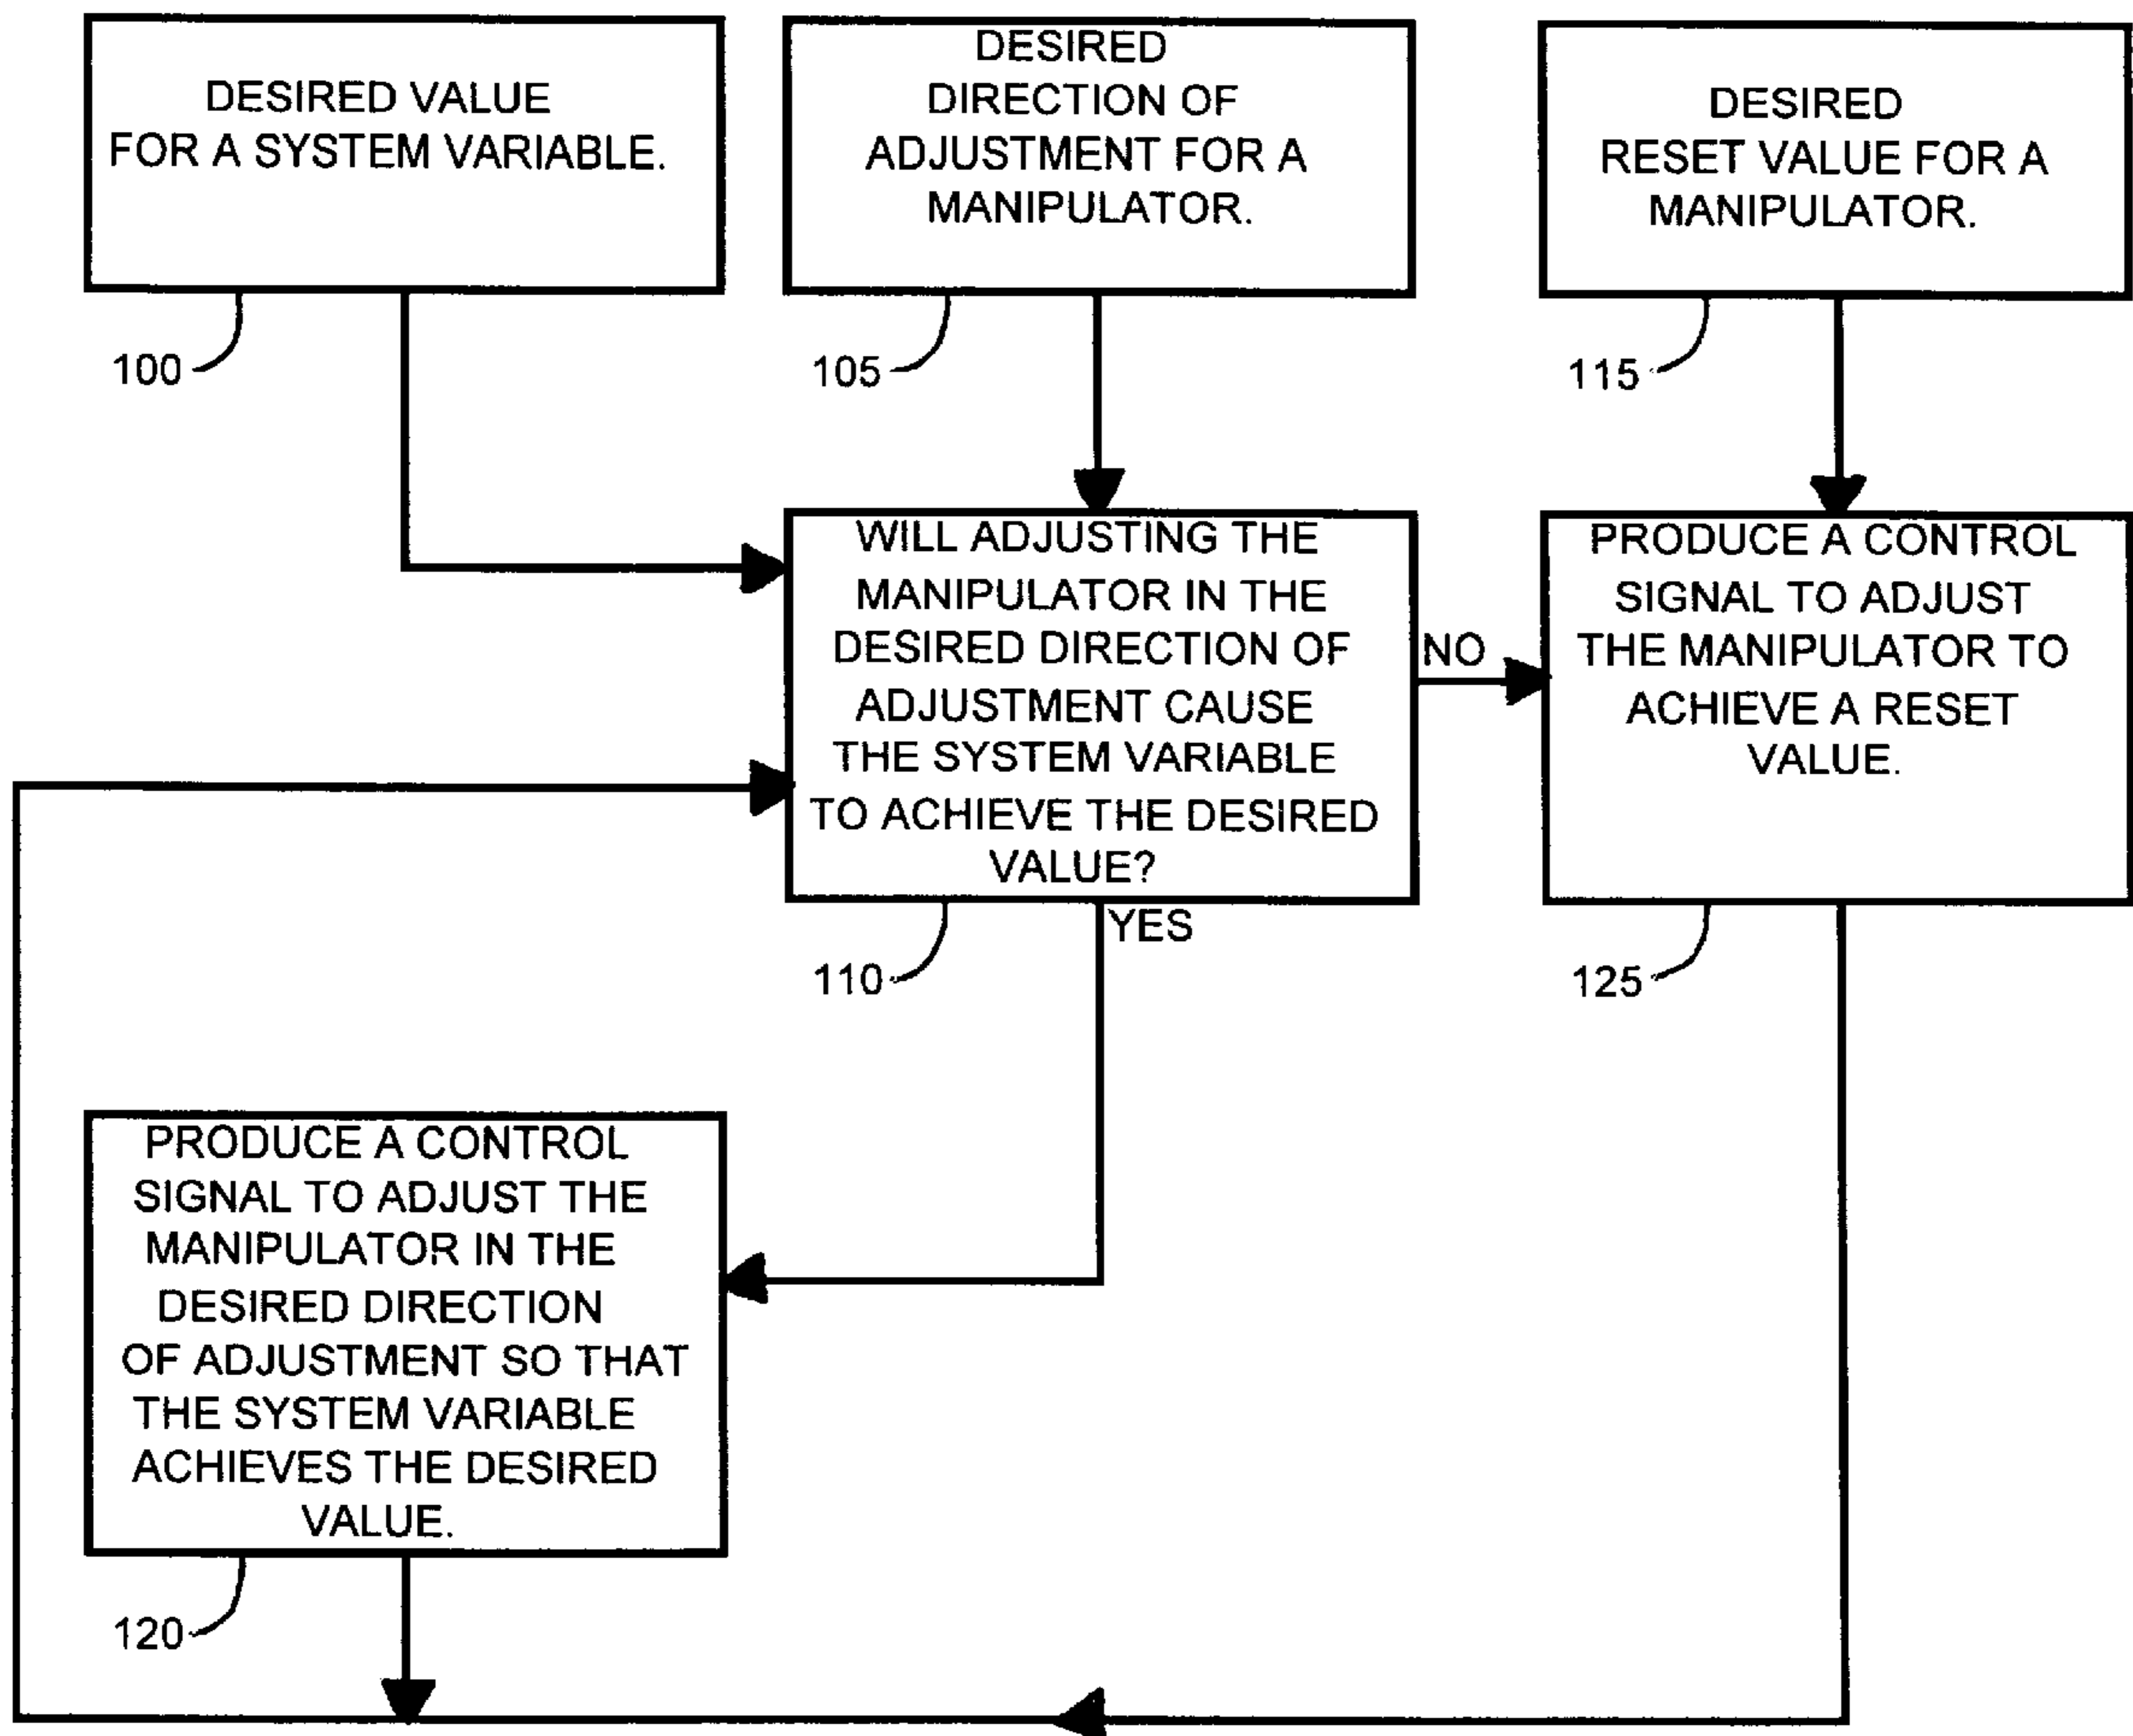 DESIRED VALUE
FOR A SYSTEM VARIABLE.
100
DESIRED
DIRECTION OF
ADJUSTMENT FOR A
MANIPULATOR.
105
DESIRED
RESET VALUE FOR A
MANIPULATOR.
115
WILL ADJUSTING THE
MANIPULATOR IN THE
DESIRED DIRECTION OF
ADJUSTMENT CAUSE
THE SYSTEM VARIABLE
TO ACHIEVE THE DESIRED
VALUE?
110
NO
YES
PRODUCE A CONTROL
SIGNAL TO ADJUST
THE MANIPULATOR TO
ACHIEVE A RESET
VALUE.
125
PRODUCE A CONTROL
SIGNAL TO ADJUST THE
MANIPULATOR IN THE
DESIRED DIRECTION
OF ADJUSTMENT SO THAT
THE SYSTEM VARIABLE
ACHIEVES THE DESIRED
VALUE.
120